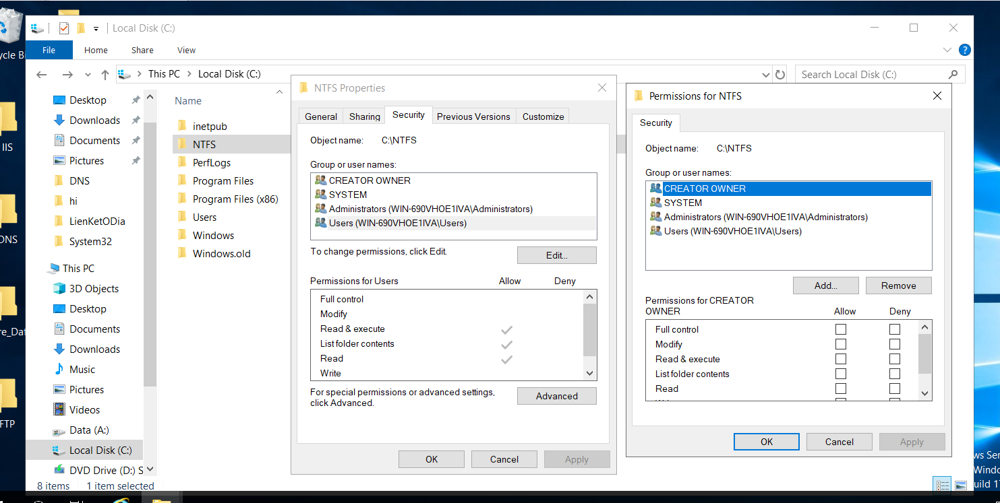 Local Disk (C:)
File
Home
Share
View
This PC
Local Disk (C:)
Search Local Disk (C:)
ycle Bi
IIS
DNS
re_Dat
FTP
Desktop
Downloads
Documents
Pictures
DNS
hi
LienKetODia
System32
This PC
3D Objects
Desktop
Documents
Downloads
Music
Pictures
Videos
Data (A:)
Local Disk (C:)
DVD Drive (D:) S
Name
inetpub
NTFS
PerfLogs
Program Files
Program Files (x86)
Users
Windows
Windows.old
8 items
1 item selected
NTFS Properties
General
Sharing
Security
Previous Versions
Customize
Object name: C:\NTFS
Group or user names:
CREATOR OWNER
SYSTEM
Administrators (WIN-690VHOE1IVA\Administrators)
Users (WIN-690VHOE1IVA\Users)
To change permissions, click Edit.
Edit...
Permissions for Users Allow Deny
Full control
Modify
Read & execute
List folder contents
Read
Write
For special permissions or advanced settings,
click Advanced.
Advanced
OK
Cancel
Apply
Permissions for NTFS
Security
Object name: C:\NTFS
Group or user names:
CREATOR OWNER
SYSTEM
Administrators (WIN-690VHOE1IVA\Administrators)
Users (WIN-690VHOE1IVA\Users)
Add...
Remove
Permissions for CREATOR
OWNER
Allow Deny
Full control
Modify
Read & execute
List folder contents
Read
OK
Cancel
Apply
ws Ser
Windo
uild 17